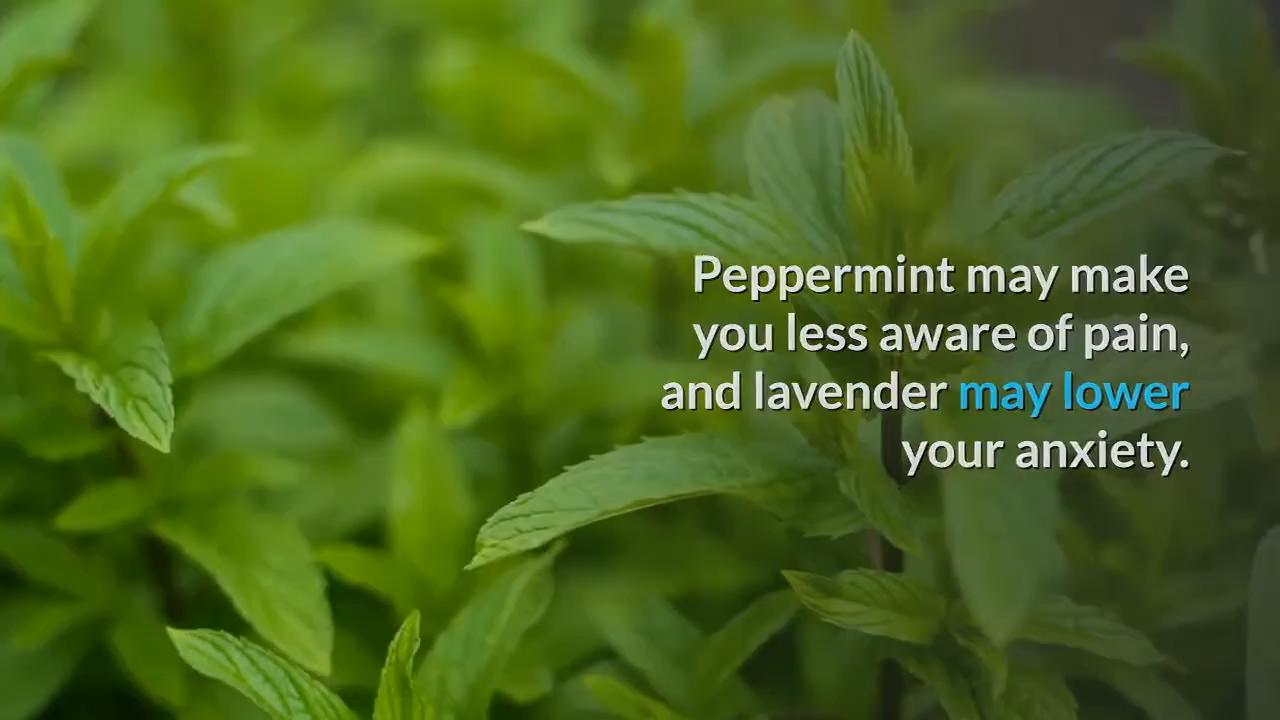 Peppermint may make
you less aware of pain,
and lavender may lower
your anxiety.